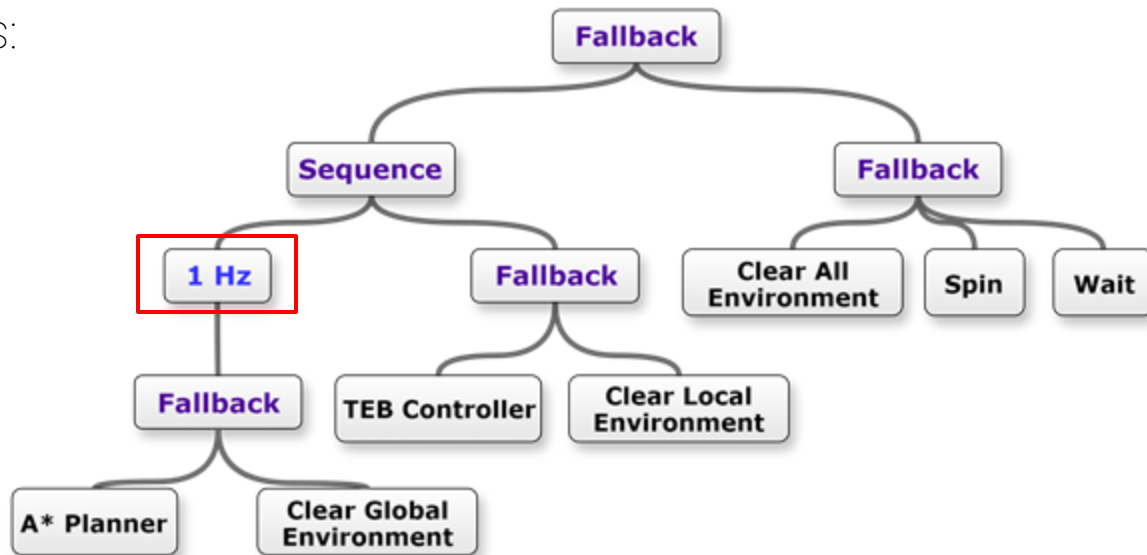 s:
Fallback
Sequence
Fallback
1 Hz
Fallback
Clear All
Environment
Spin
Wait
Fallback
TEB Controller
Clear Local
Environment
A* Planner
Clear Global
Environment